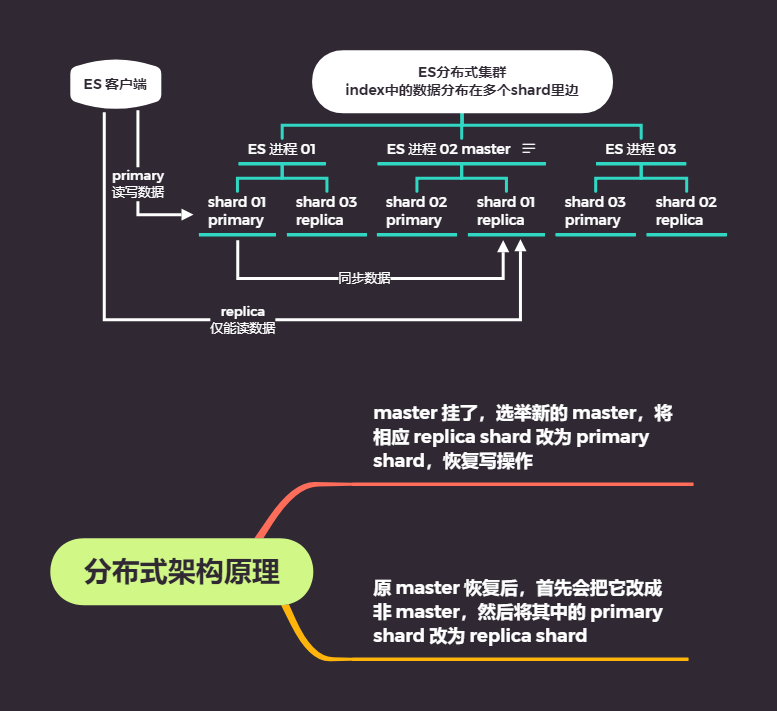 ES 客户端
ES分布式集群
index中的数据分布在多个shard里边
ES 进程 01
ES 进程 02 master
ES 进程 03
primary
读写数据
shard 01
primary
shard 03
replica
shard 02
primary
shard 01
replica
shard 03
primary
shard 02
replica
同步数据
replica
仅能读数据
master 挂了，选举新的 master，将
相应 replica shard 改为 primary
shard，恢复写操作
分布式架构原理
原 master 恢复后，首先会把它改成
非 master，然后将其中的 primary
shard 改为 replica shard